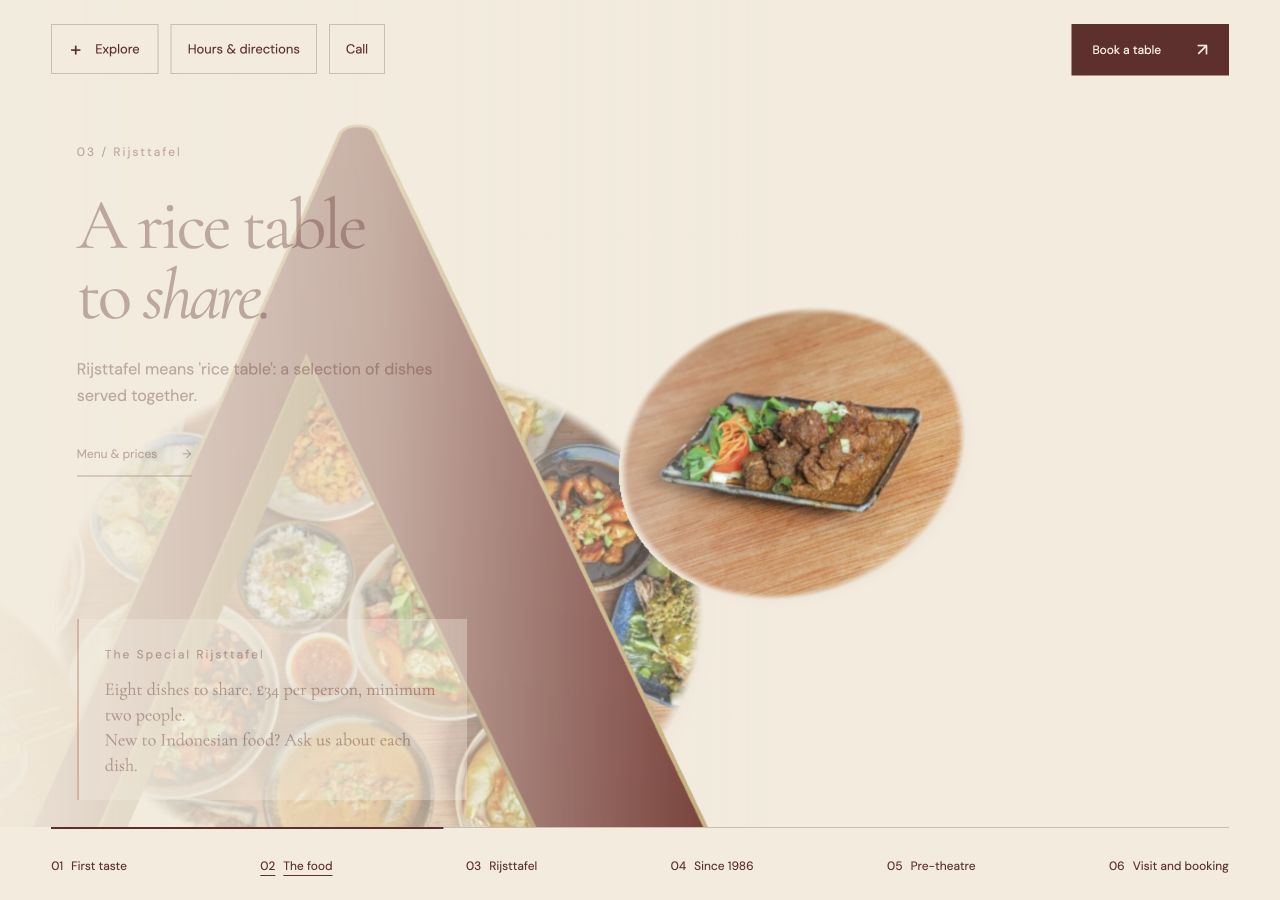 + Explore
Hours & directions
Call
Book a table
03 / Rijsttafel
A rice table
to share.
Rijsttafel means 'rice table': a selection of dishes
served together.
Menu & prices →
The Special Rijsttafel
Eight dishes to share. £34 per person, minimum
two people.
New to Indonesian food? Ask us about each
dish.
01 First taste
02 The food
03 Rijsttafel
04 Since 1986
05 Pre-theatre
06 Visit and booking